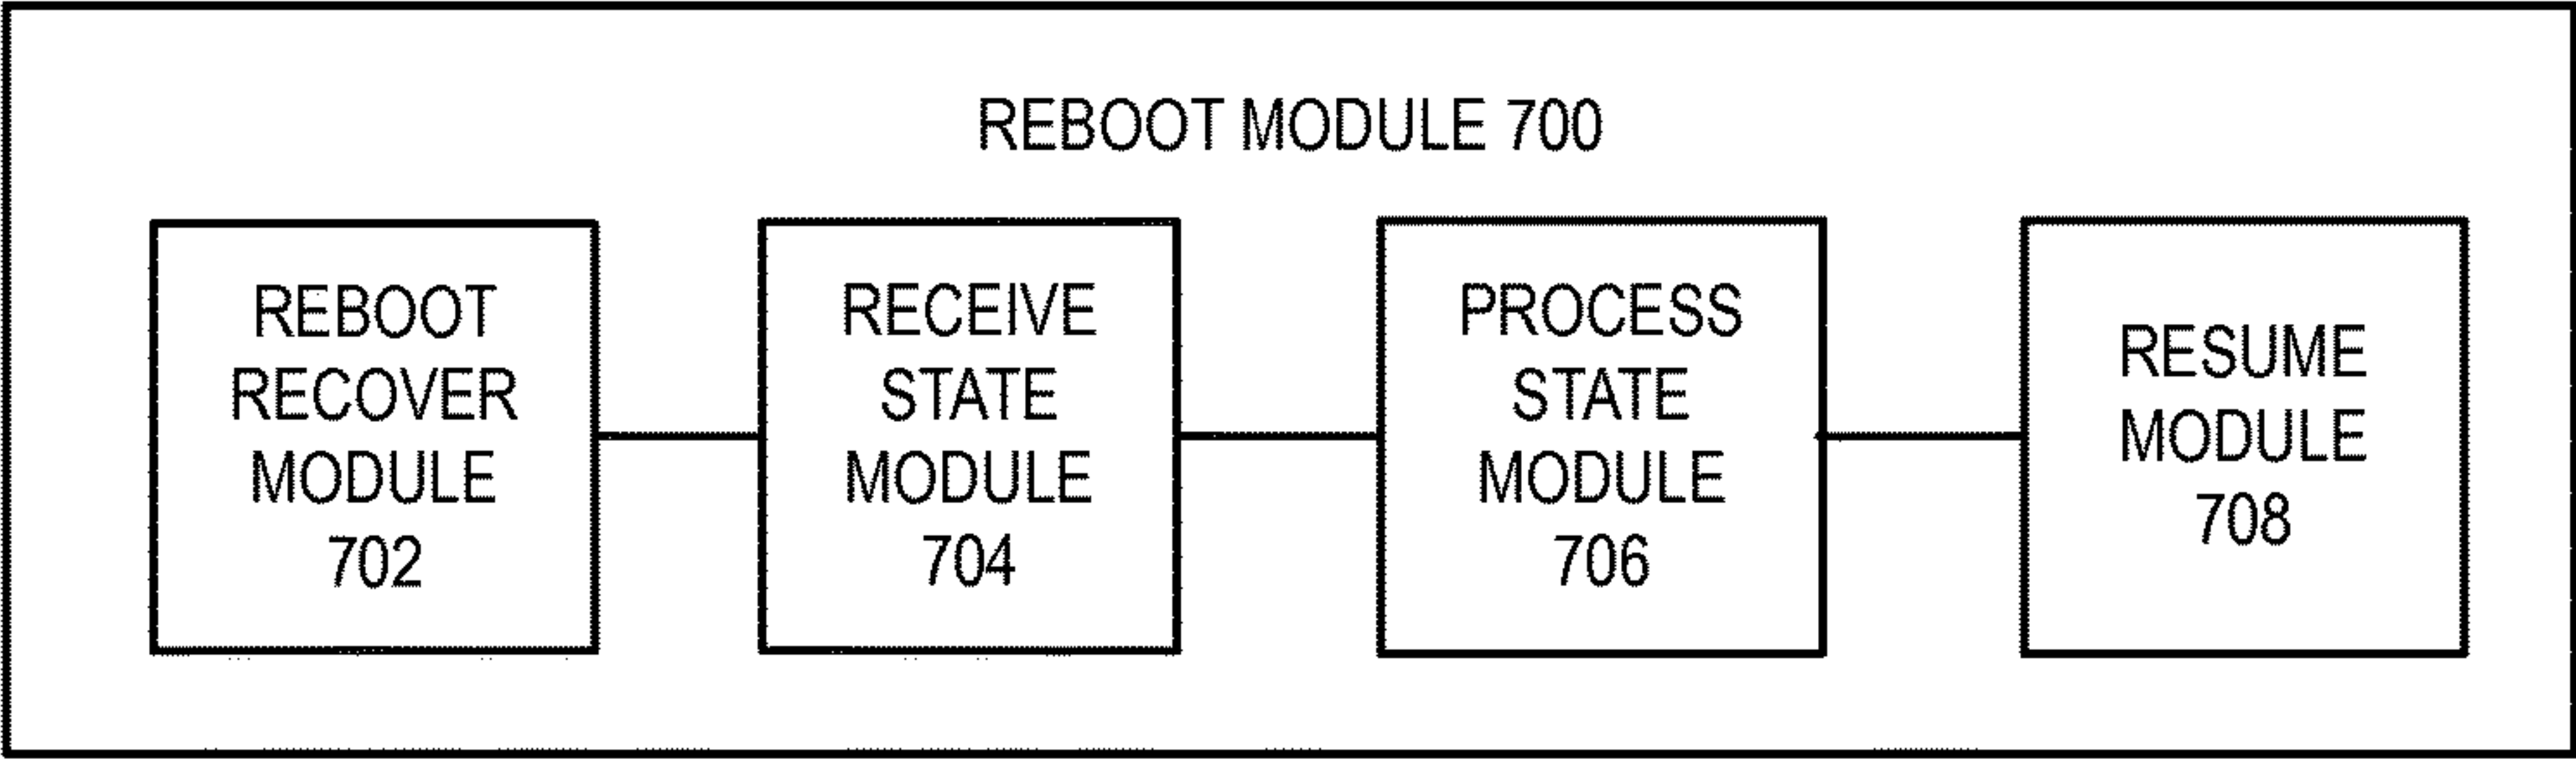 REBOOT MODULE 700
REBOOT
RECOVER
MODULE
702
RECEIVE
STATE
MODULE
704
PROCESS
STATE
MODULE
706
RESUME
MODULE
708